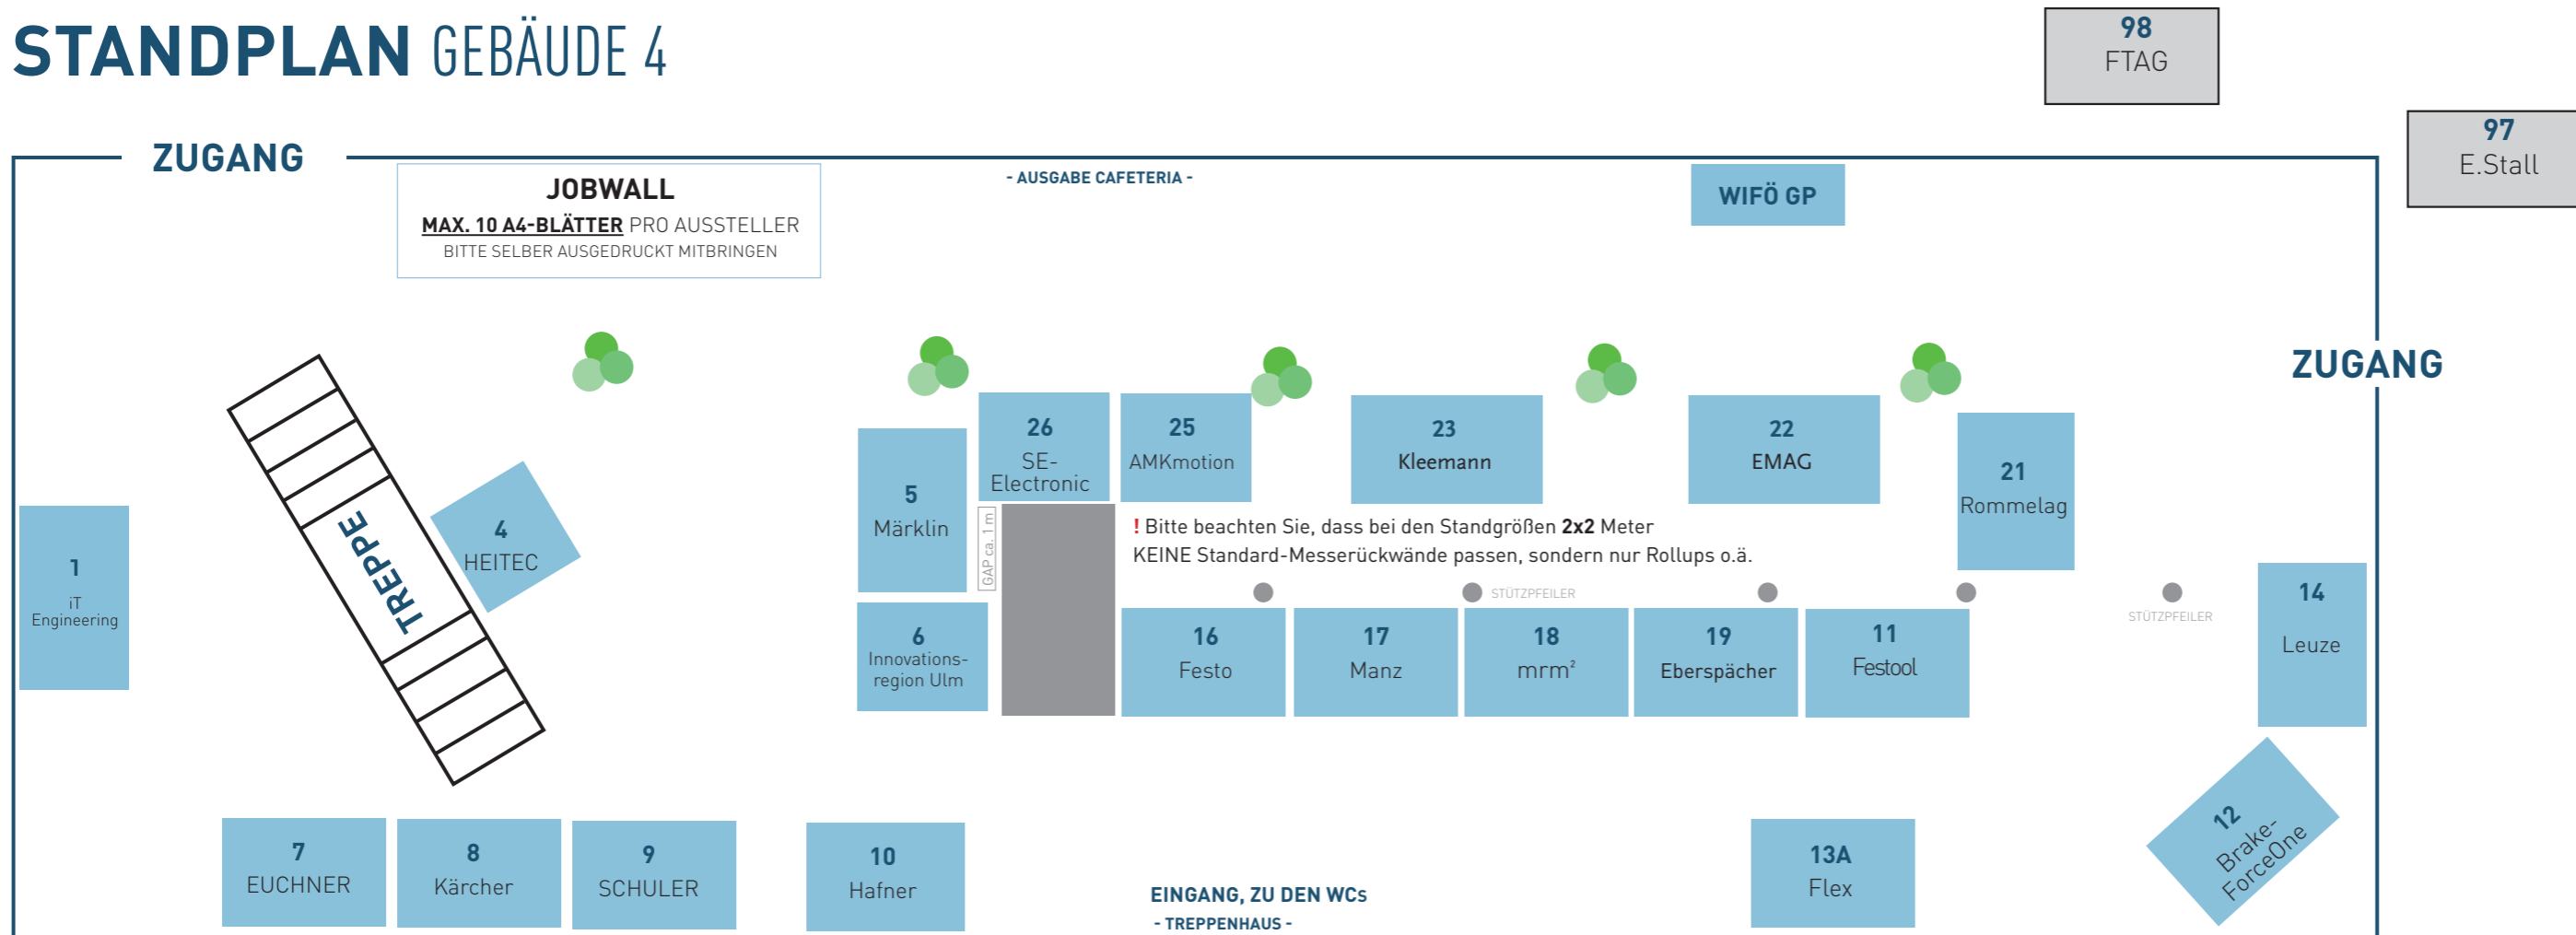 STANDPLAN GEBÄUDE 4
98
FTAG
97
E.Stall
ZUGANG
JOBWALL
MAX. 10 A4-BLÄTTER PRO AUSSTELLER
BITTE SELBER AUSGEDRUCKT MITBRINGEN
- AUSGABE CAFETERIA -
WIFÖ GP
ZUGANG
1
iT
Engineering
TREPPE
4
HEITEC
5
Märklin
26
SE-
Electronic
25
AMKmotion
23
Kleemann
22
EMAG
21
Rommelag
GAP ca. 1 m
! Bitte beachten Sie, dass bei den Standgrößen 2x2 Meter
KEINE Standard-Messerückwände passen, sondern nur Rollups o.ä.
STÜTZPFEILER
STÜTZPFEILER
6
Innovations-
region Ulm
16
Festo
17
Manz
18
mrm²
19
Eberspächer
11
Festool
14
Leuze
7
EUCHNER
8
Kärcher
9
SCHULER
10
Hafner
EINGANG, ZU DEN WCs
- TREPPENHAUS -
13A
Flex
12
Brake-
ForceOne